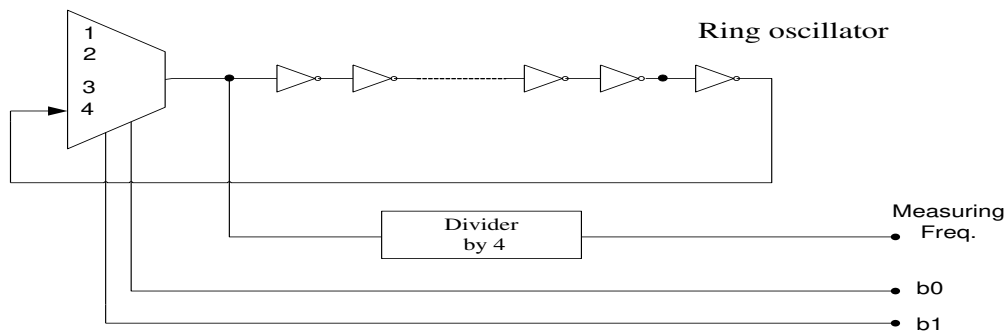 1
2
3
4
Ring oscillator
Divider
by 4
Measuring
Freq.
b0
b1